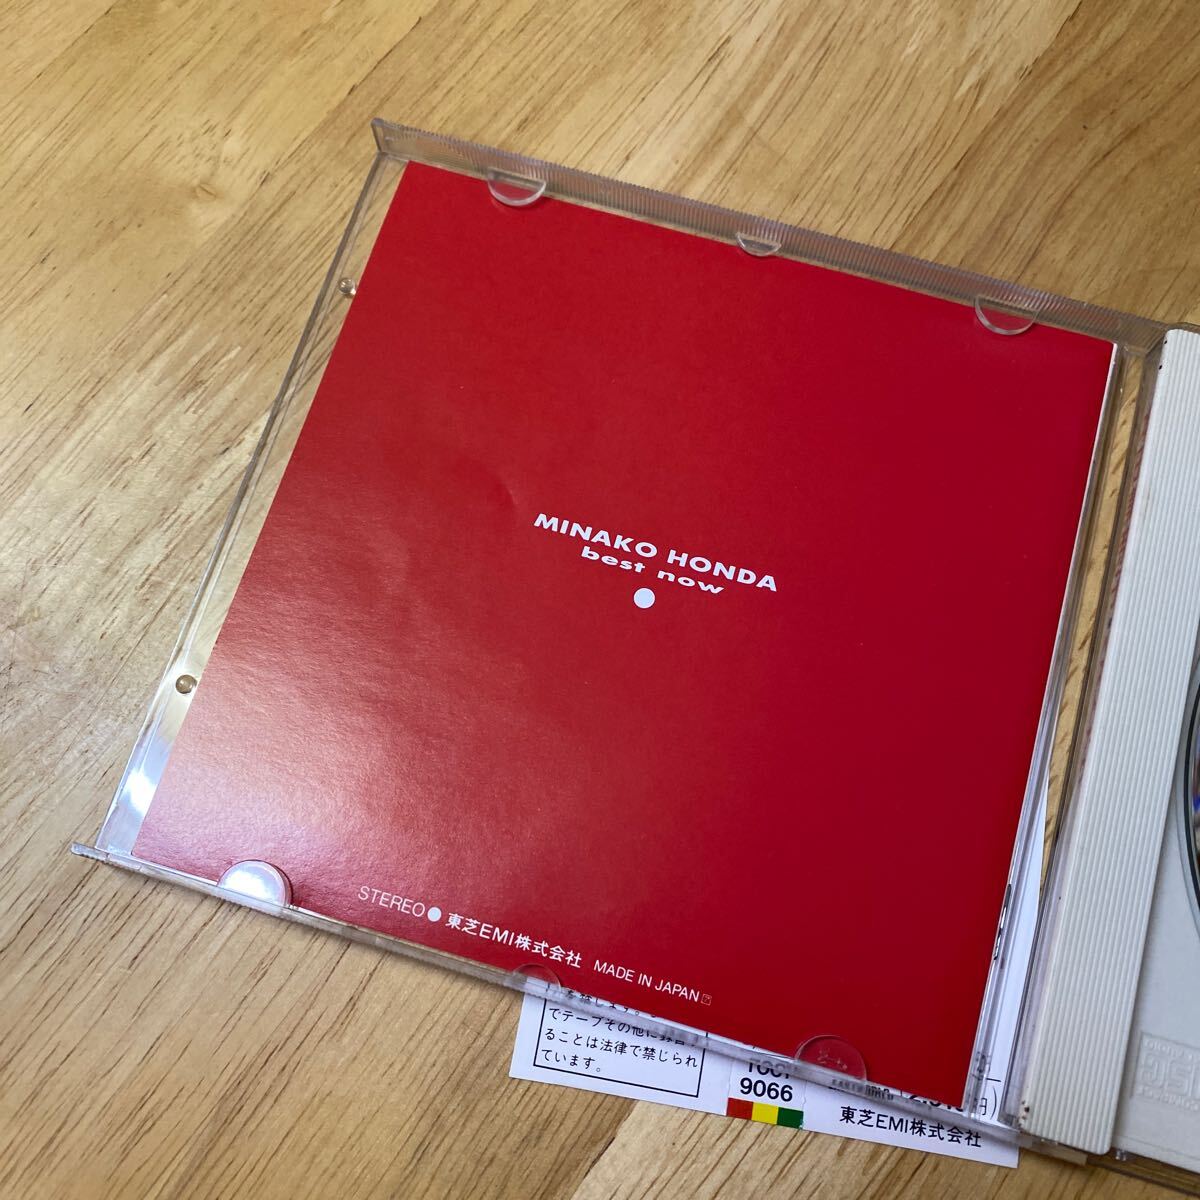 MINAKO HONDA
best now
STEREO● 東芝EMI株式会社 MADE IN JAPAN
でテープその他に
ることは法律で禁じられ
ています。
9066
東芝EMI株式会社